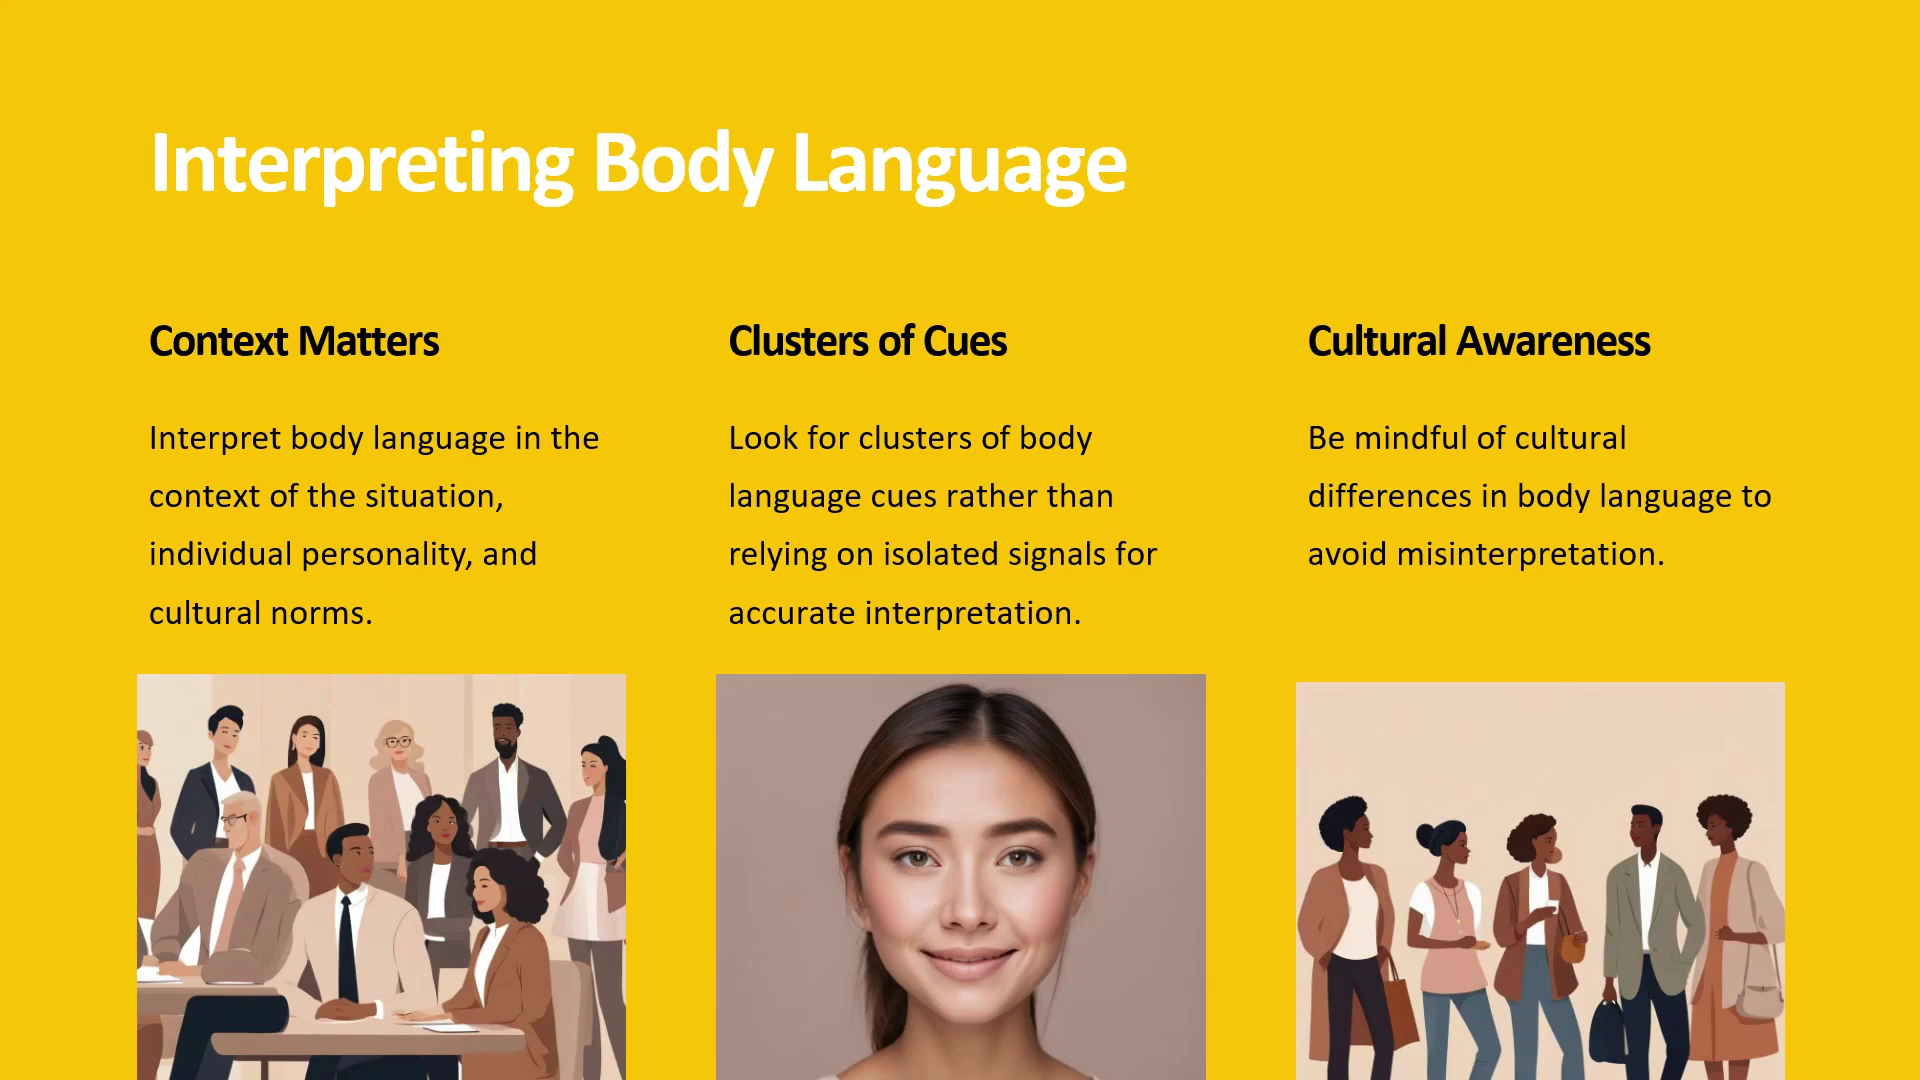 Interpreting Body Language
Context Matters
Interpret body language in the
context of the situation,
individual personality, and
cultural norms.
Clusters of Cues
Look for clusters of body
language cues rather than
relying on isolated signals for
accurate interpretation.
Cultural Awareness
Be mindful of cultural
differences in body language to
avoid misinterpretation.